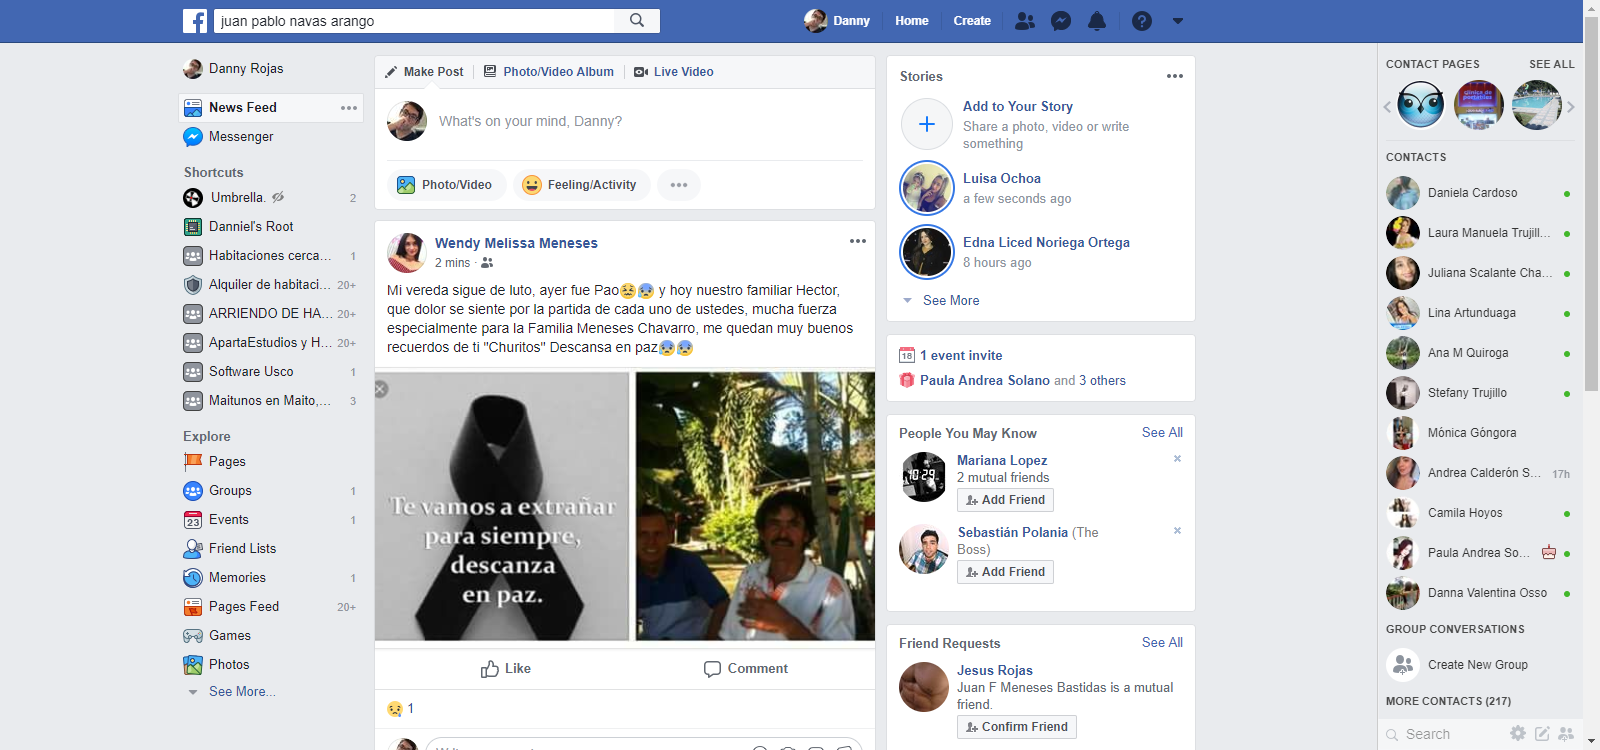 juan pablo navas arango
Danny
Home
Create
Danny Rojas
News Feed
Messenger
Shortcuts
Umbrella. 2
Danniel's Root
Habitaciones cerca... 1
Alquiler de habitaci... 20+
ARRIENDO DE HA... 20+
ApartaEstudios y H... 20+
Software Usco 1
Maitunos en Maito,... 3
Explore
Pages
Groups 1
23 Events 1
Friend Lists
Memories 1
Pages Feed 20+
Games
Photos
See More...
Make Post
Photo/Video Album
Live Video
What's on your mind, Danny?
Photo/Video
Feeling/Activity
Wendy Melissa Meneses
2 mins ·
Mi vereda sigue de luto, ayer fue Pao😣😰 y hoy nuestro familiar Hector,
que dolor se siente por la partida de cada uno de ustedes, mucha fuerza
especialmente para la Familia Meneses Chavarro, me quedan muy buenos
recuerdos de ti "Churitos" Descansa en paz😰😰
Te vamos a extrañar
para siempre,
descanza
en paz.
Like
Comment
1
Stories
Add to Your Story
Share a photo, video or write
something
Luisa Ochoa
a few seconds ago
Edna Liced Noriega Ortega
8 hours ago
See More
18 1 event invite
Paula Andrea Solano and 3 others
People You May Know
See All
10:29
Mariana Lopez
2 mutual friends
Add Friend
Sebastián Polania (The
Boss)
Add Friend
Friend Requests
See All
Jesus Rojas
Juan F Meneses Bastidas is a mutual
friend.
Confirm Friend
CONTACT PAGES
SEE ALL
CONTACTS
Daniela Cardoso
Laura Manuela Trujill...
Juliana Scalante Cha...
Lina Artunduaga
Ana M Quiroga
Stefany Trujillo
Mónica Góngora
Andrea Calderón S... 17h
Camila Hoyos
Paula Andrea So...
Danna Valentina Osso
GROUP CONVERSATIONS
Create New Group
MORE CONTACTS (217)
Search